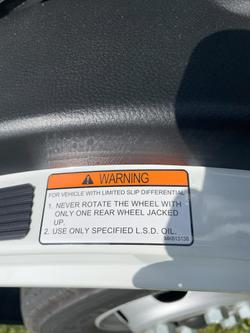 WARNING
FOR VEHICLE WITH LIMITED SLIP DIFFERENTIAL
1. NEVER ROTATE THE WHEEL WITH
ONLY ONE REAR WHEEL JACKED
UP.
2. USE ONLY SPECIFIED L.S.D. OIL.
MK613138